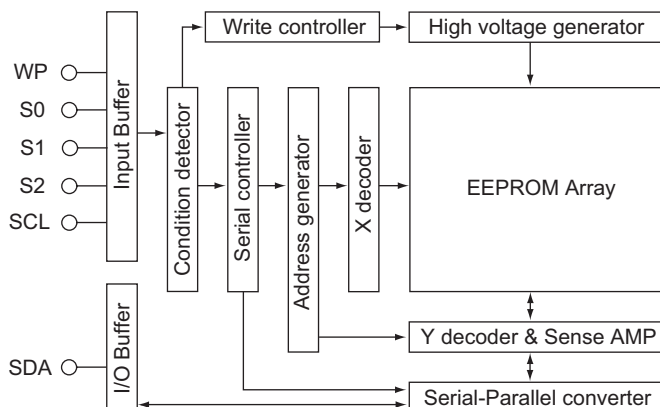 Write controller
High voltage generator
WP
S0
S1
S2
SCL
Input Buffer
Condition detector
Serial controller
Address generator
X decoder
EEPROM Array
SDA
I/O Buffer
Y decoder & Sense AMP
Serial-Parallel converter